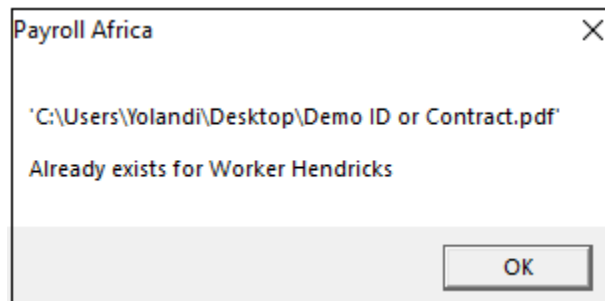 Payroll Africa
'C:\Users\Yolandi\Desktop\Demo ID or Contract.pdf'
Already exists for Worker Hendricks
OK